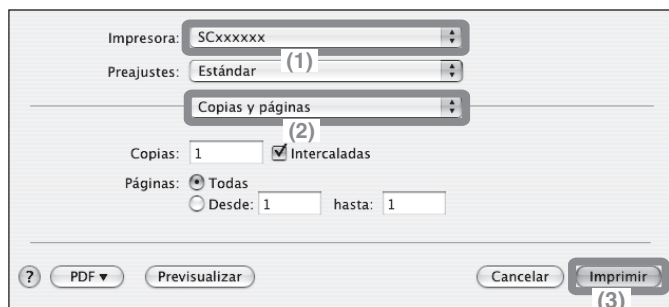 Impresora: SCxxxxxx
(1)
Preajustes: Estándar
Copias y páginas
(2)
Copias: 1 Intercaladas
Páginas: Todas
Desde: 1 hasta: 1
? PDF Previsualizar Cancelar Imprimir
(3)